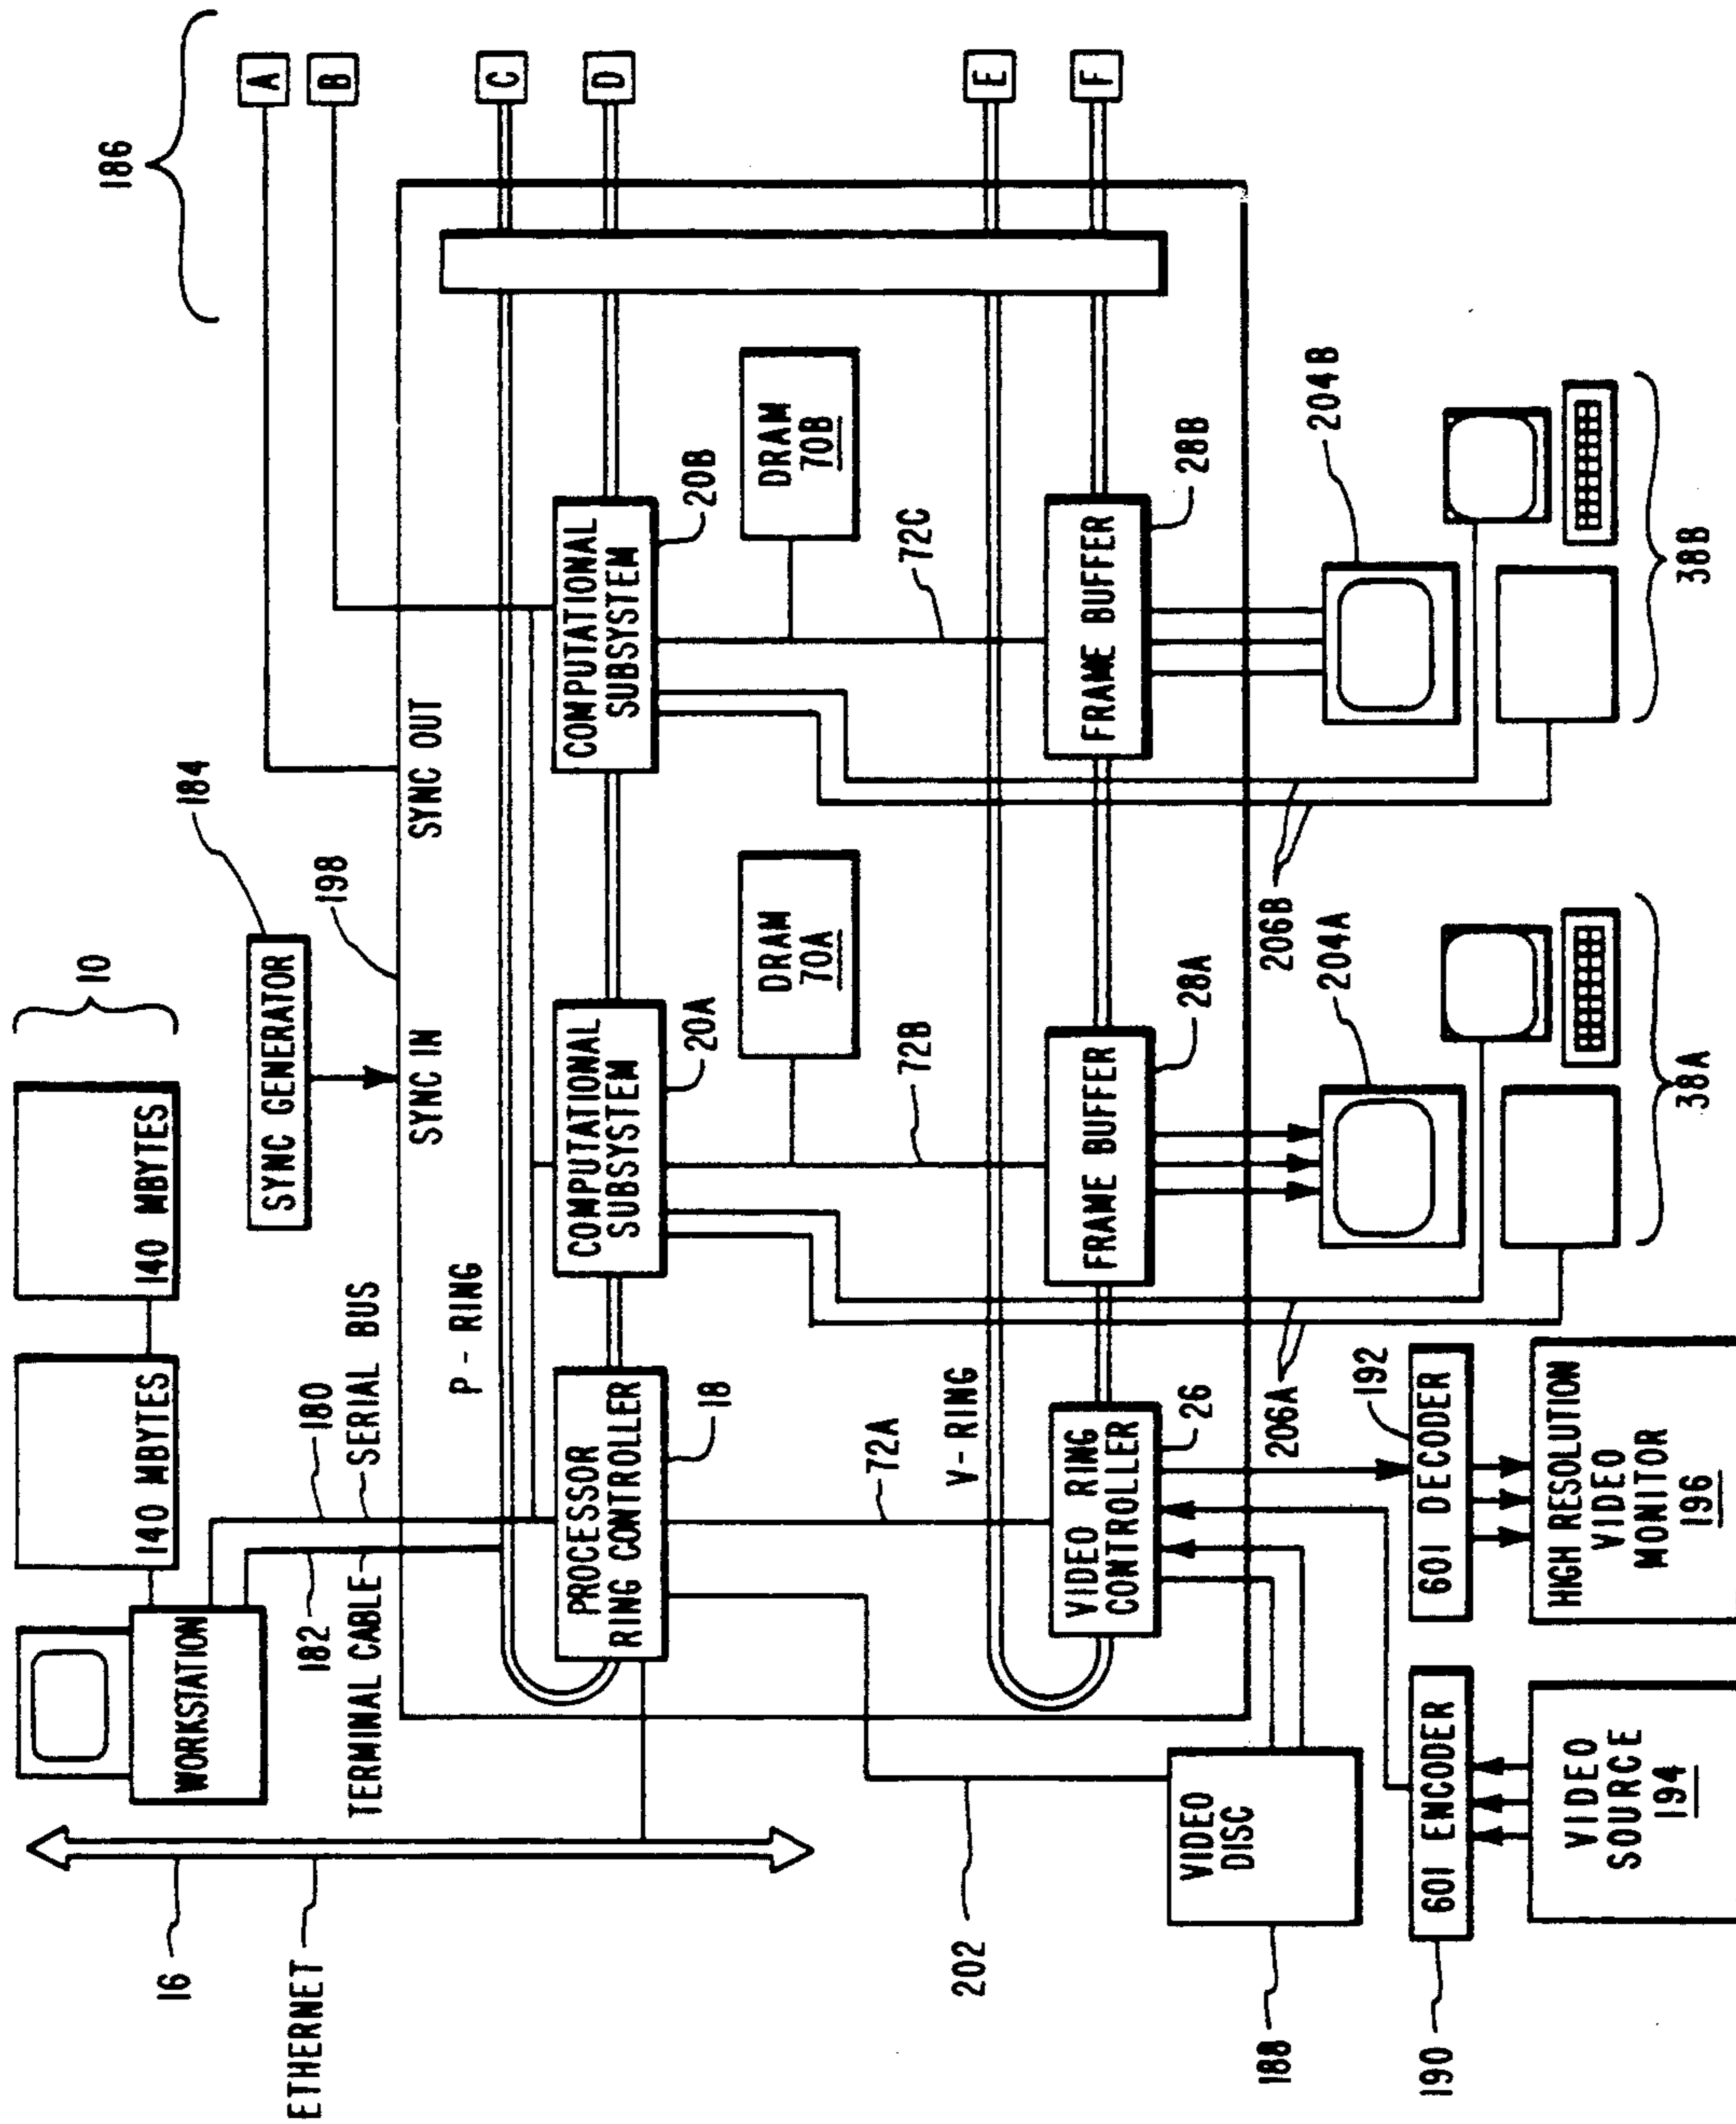 10
140 MBYTES
140 MBYTES
WORKSTATION
16
ETHERNET
182
TERMINAL CABLE
180
SERIAL BUS
SYNC GENERATOR
184
198
186
A
B
C
D
E
F
SYNC IN
SYNC OUT
P - RING
PROCESSOR
RING CONTROLLER
18
COMPUTATIONAL
SUBSYSTEM
20A
COMPUTATIONAL
SUBSYSTEM
20B
DRAM
70A
DRAM
70B
72A
72B
72C
V - RING
VIDEO RING
CONTROLLER
26
FRAME BUFFER
28A
FRAME BUFFER
28B
202
VIDEO
DISC
188
206A
204A
206B
204B
601 ENCODER
190
601 DECODER
192
VIDEO
SOURCE
194
HIGH RESOLUTION
VIDEO
MONITOR
196
38A
38B